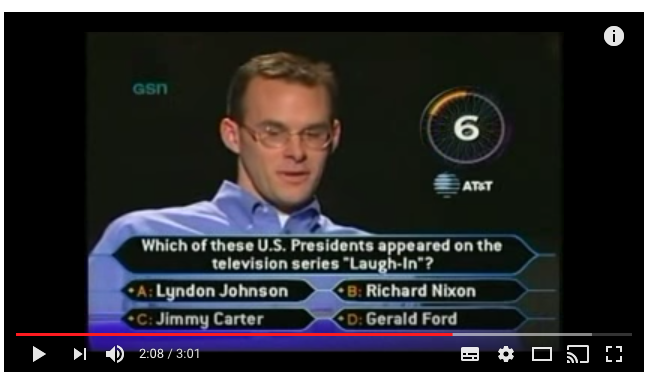 GSN
6
AT&T
Which of these U.S. Presidents appeared on the
television series "Laugh-In"?
A: Lyndon Johnson
B: Richard Nixon
C: Jimmy Carter
D: Gerald Ford
2:08 / 3:01